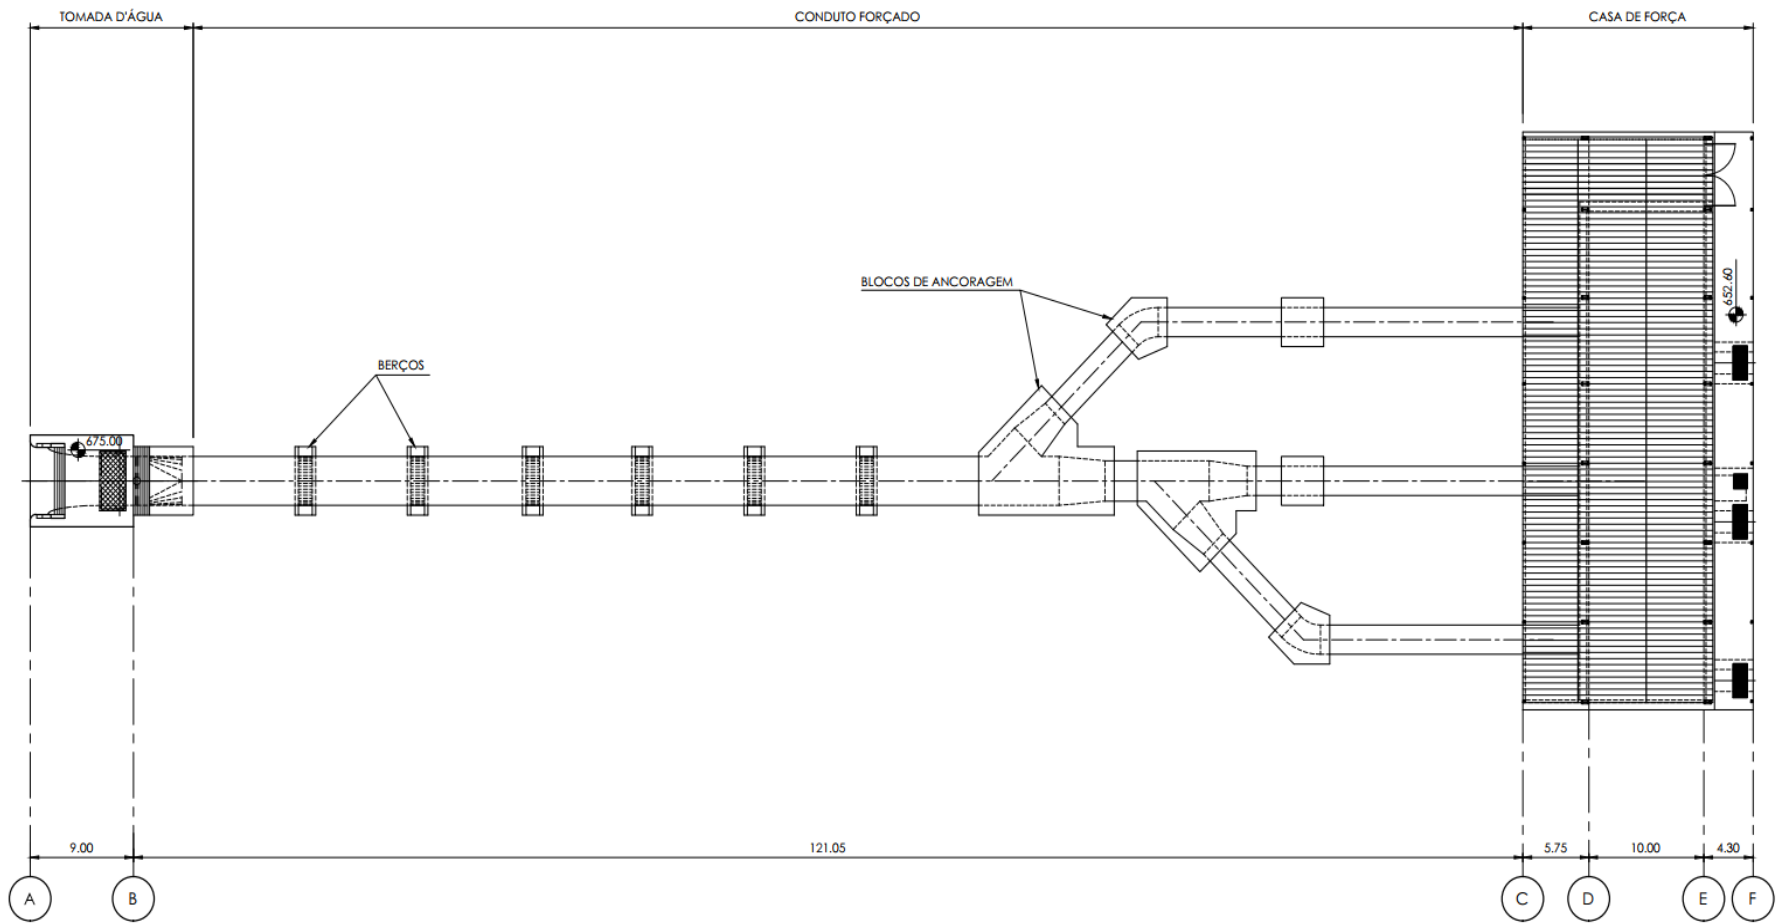 TOMADA D'ÁGUA
CONDUTO FORÇADO
CASA DE FORÇA
652.60
BLOCOS DE ANCORAGEM
BERÇOS
675.00
9.00
121.05
5.75
10.00
4.30
A
B
C
D
E
F